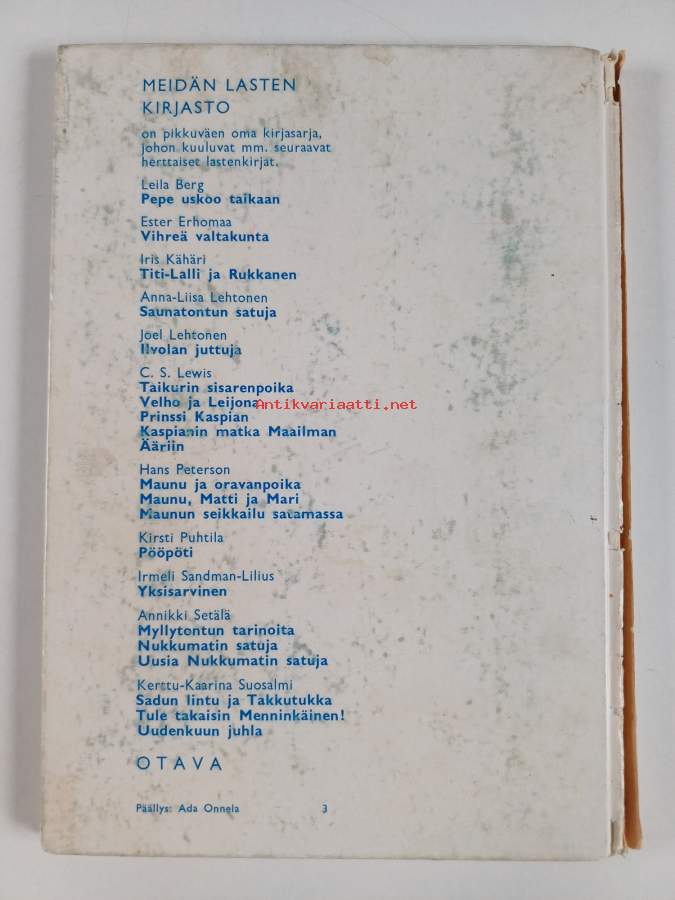 MEIDÄN LASTEN
KIRJASTO
on pikkuväen oma kirjasarja,
johon kuuluvat mm. seuraavat
herttaiset lastenkirjat.
Leila Berg
Pepe uskoo taikaan
Ester Erhomaa
Vihreä valtakunta
Iris Kähäri
Titi-Lalli ja Rukkanen
Anna-Liisa Lehtonen
Saunatontun satuja
Joel Lehtonen
Ilvolan juttuja
C. S. Lewis
Taikurin sisarenpoika
Velho ja Leijona
Antikvariaatti.net
Prinssi Kaspian
Kaspianin matka Maailman
Ääriin
Hans Peterson
Maunu ja oravanpoika
Maunu, Matti ja Mari
Maunun seikkailu satamassa
Kirsti Puhtila
Pööpöti
Irmeli Sandman-Lilius
Yksisarvinen
Annikki Setälä
Myllytontun tarinoita
Nukkumatin satuja
Uusia Nukkumatin satuja
Kerttu-Kaarina Suosalmi
Sadun lintu ja Takkutukka
Tule takaisin Menninkäinen!
Uudenkuun juhla
OTAVA
Päällys: Ada Onnela 3